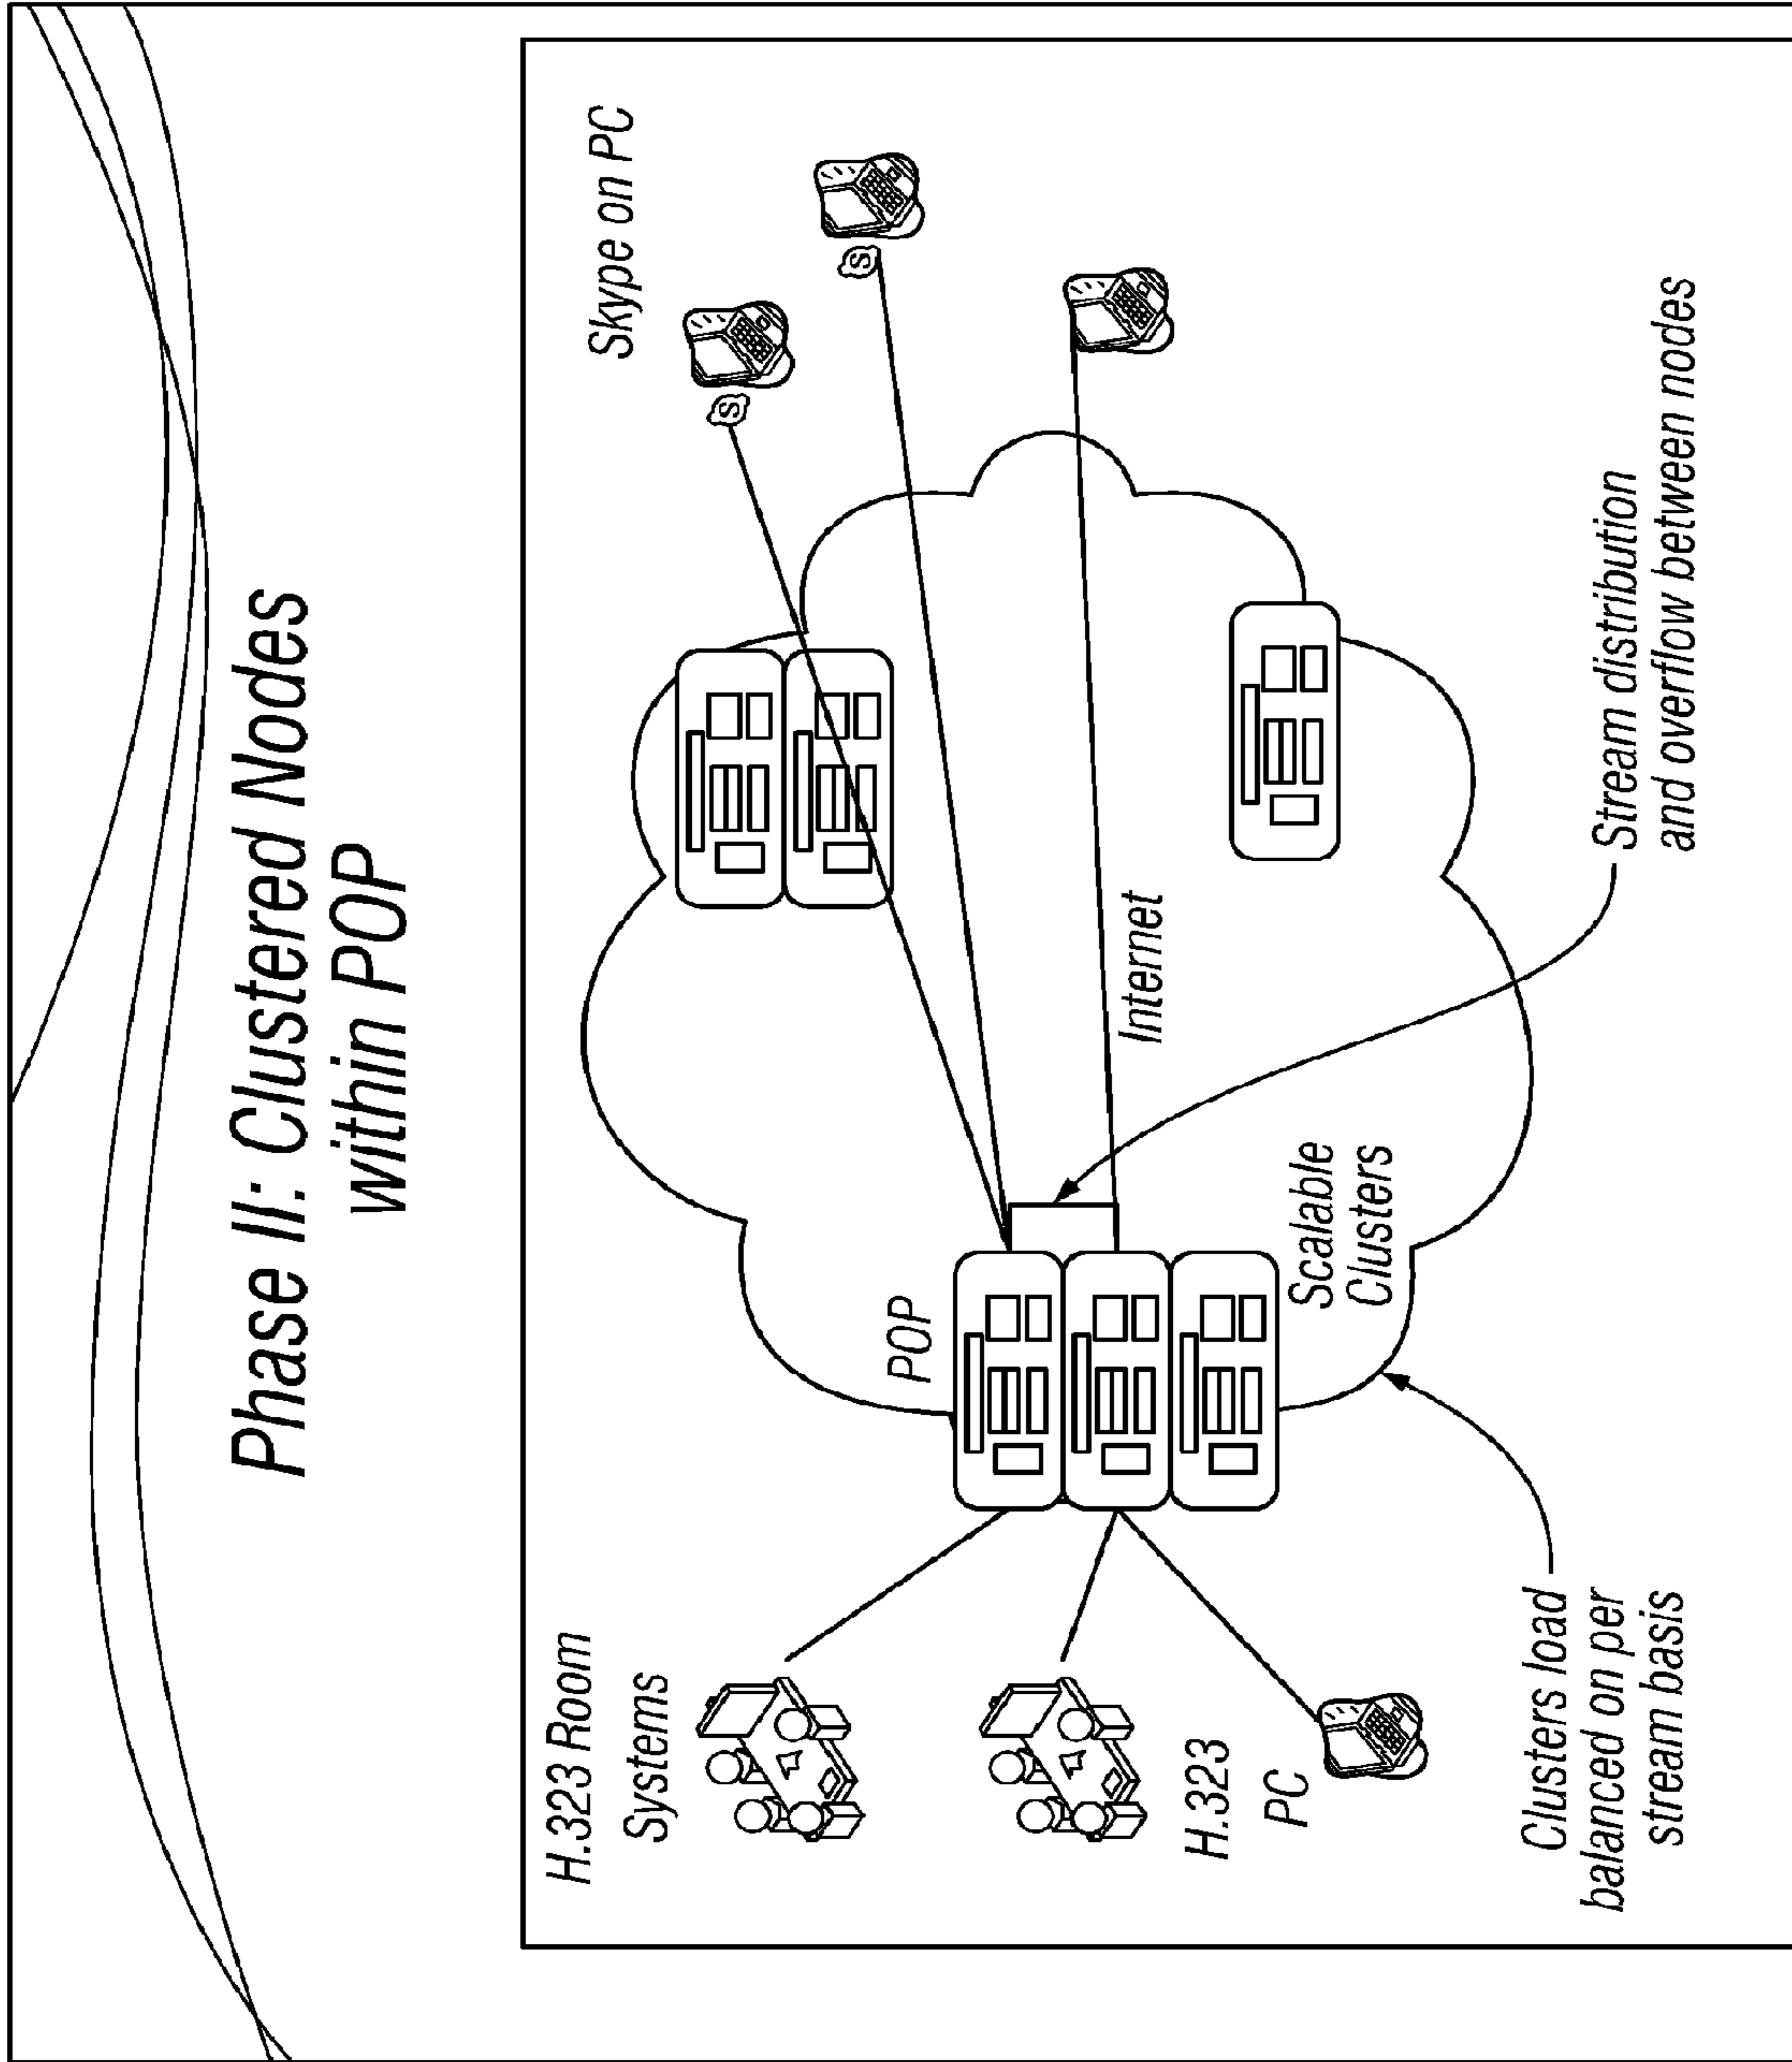 Phase II: Clustered Nodes
within POP
H.323 Room
Systems
Skype on PC
S
S
POP
Internet
H.323
PC
Scalable
Clusters
Clusters load
balanced on per
stream basis
Stream distribution
and overflow between nodes